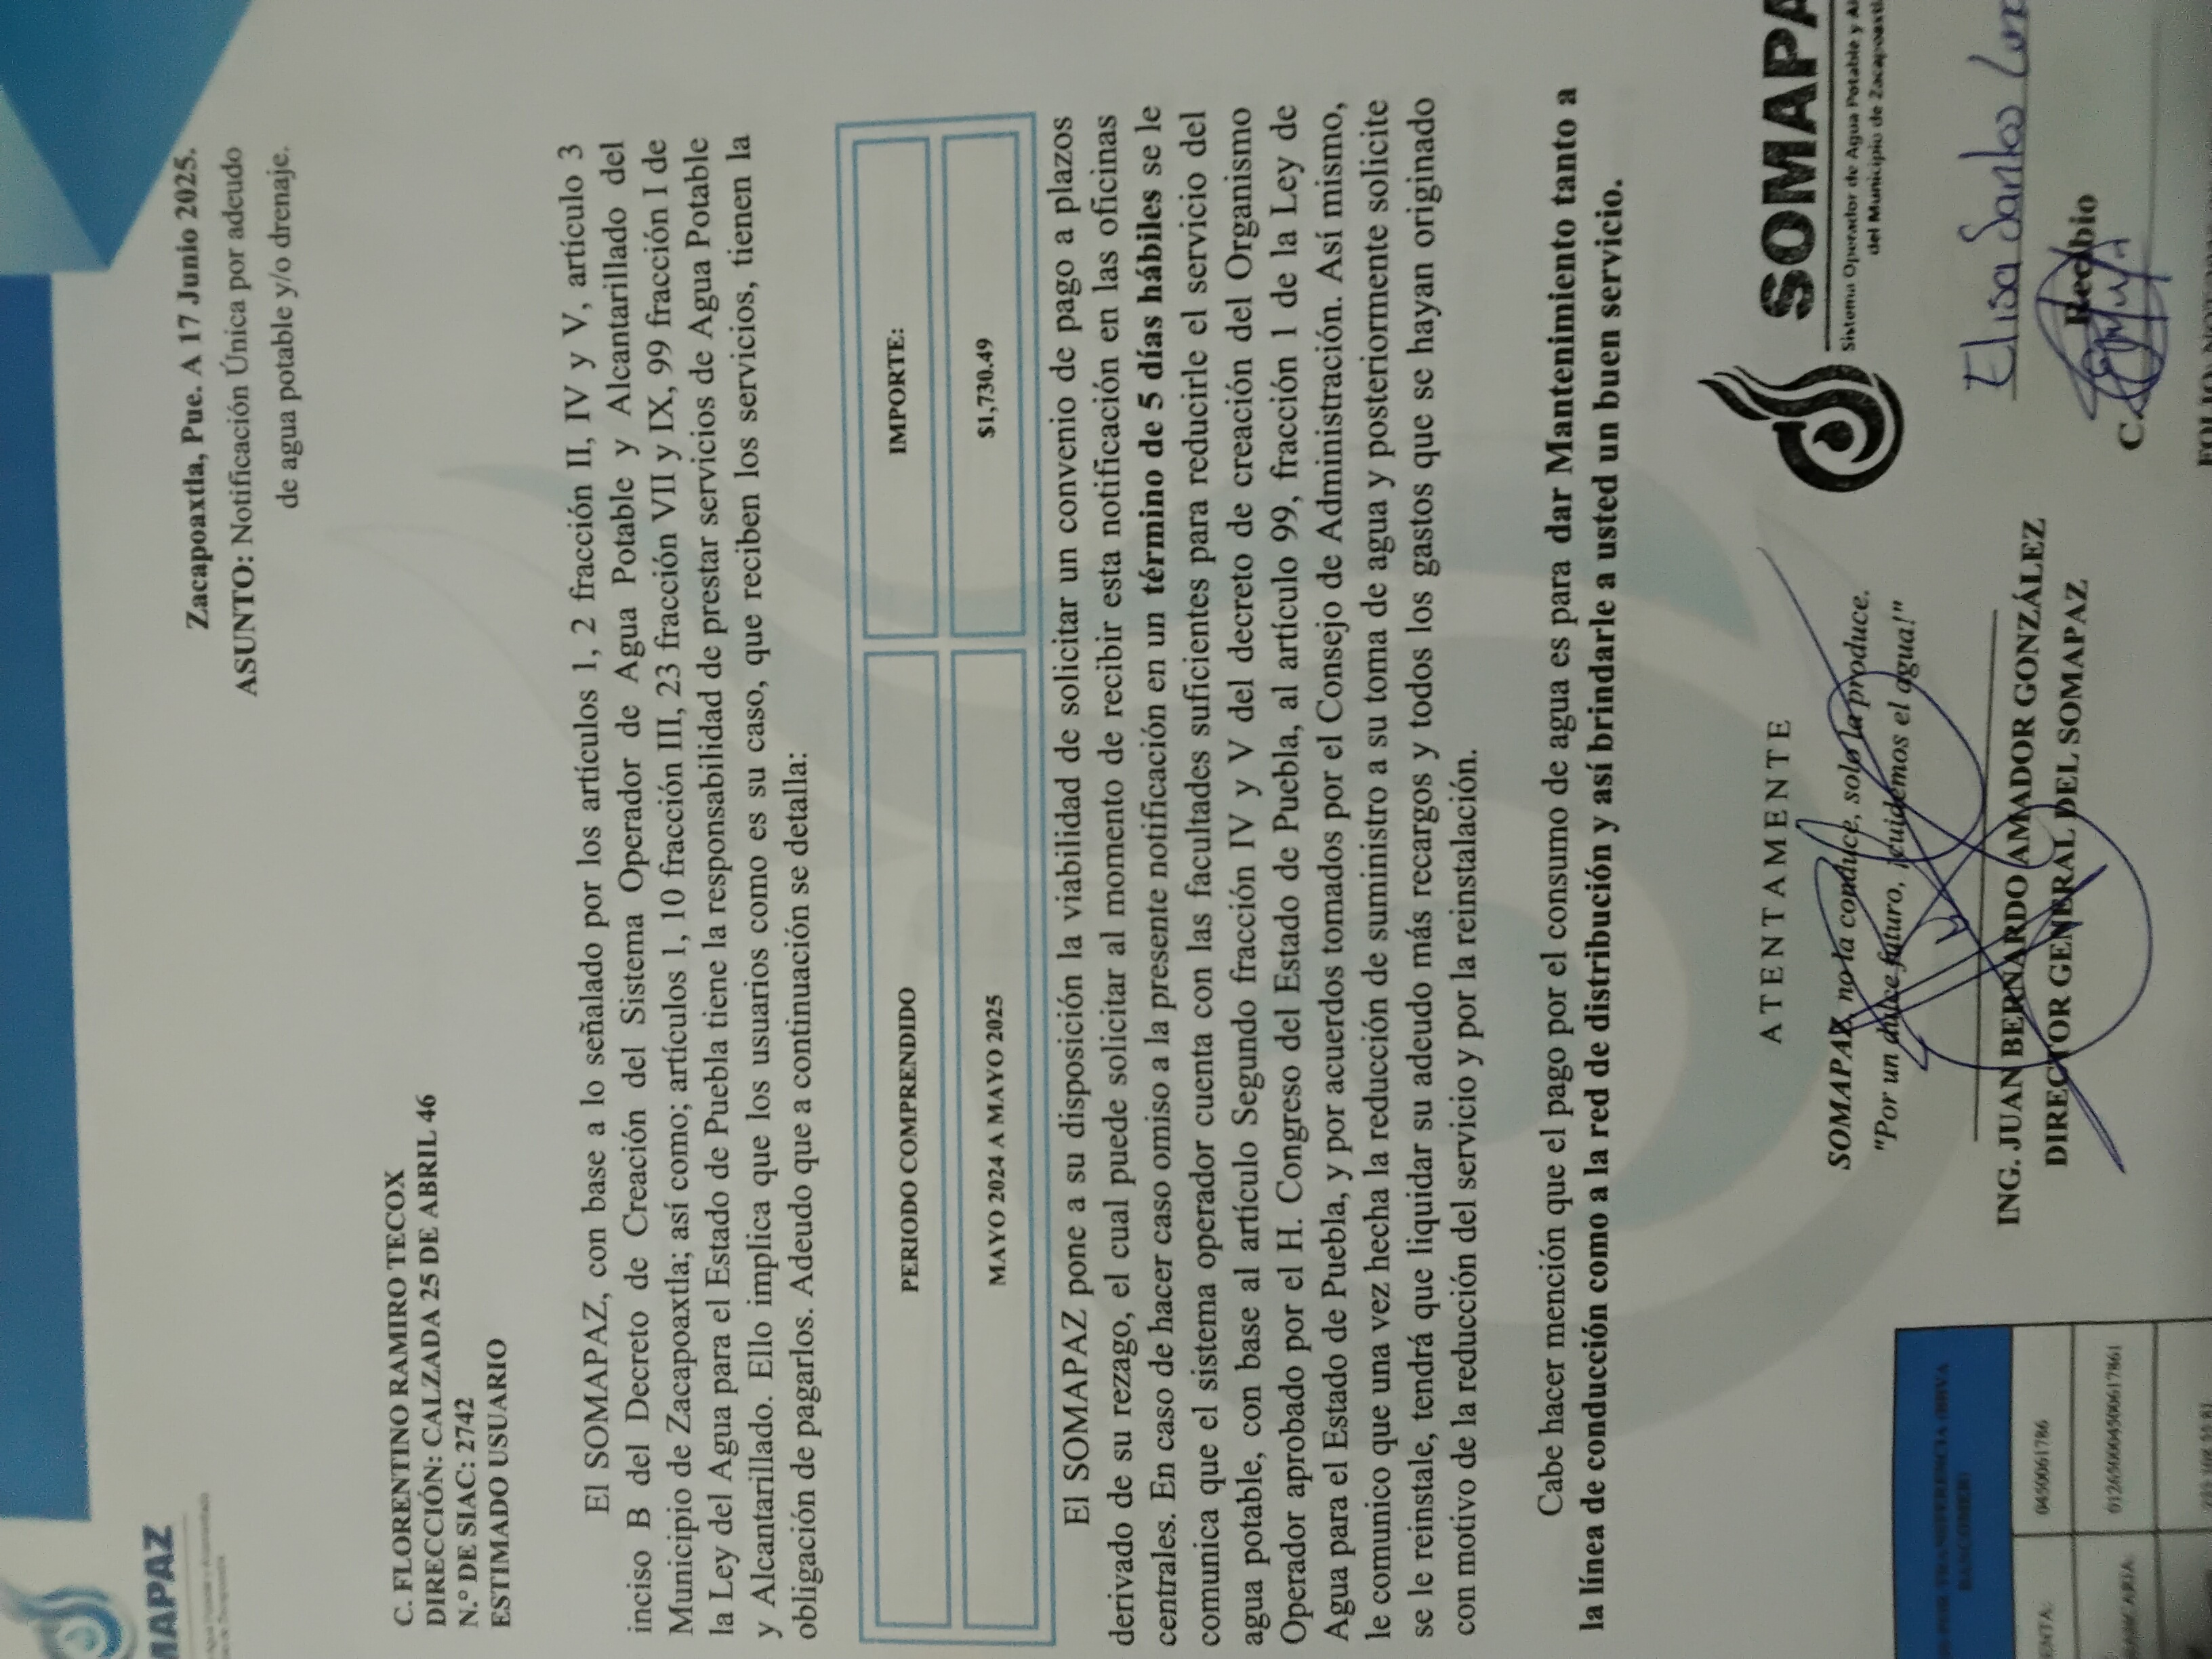 MAPAZ
Zacapoaxtla, Pue. A 17 Junio 2025.
ASUNTO: Notificación Única por adeudo
de agua potable y/o drenaje.
C. FLORENTINO RAMIRO TECOX
DIRECCIÓN: CALZADA 25 DE ABRIL 46
N.º DE SIAC: 2742
ESTIMADO USUARIO
El SOMAPAZ, con base a lo señalado por los artículos 1, 2 fracción II, IV y V, artículo 3
inciso B del Decreto de Creación del Sistema Operador de Agua Potable y Alcantarillado del
Municipio de Zacapoaxtla; así como; artículos 1, 10 fracción III, 23 fracción VII y IX, 99 fracción I de
la Ley del Agua para el Estado de Puebla tiene la responsabilidad de prestar servicios de Agua Potable
y Alcantarillado. Ello implica que los usuarios como es su caso, que reciben los servicios, tienen la
obligación de pagarlos. Adeudo que a continuación se detalla:
PERIODO COMPRENDIDO IMPORTE:
MAYO 2024 A MAYO 2025 $1,730.49
El SOMAPAZ pone a su disposición la viabilidad de solicitar un convenio de pago a plazos
derivado de su rezago, el cual puede solicitar al momento de recibir esta notificación en las oficinas
centrales. En caso de hacer caso omiso a la presente notificación en un término de 5 días hábiles se le
comunica que el sistema operador cuenta con las facultades suficientes para reducirle el servicio del
agua potable, con base al artículo Segundo fracción IV y V del decreto de creación del Organismo
Operador aprobado por el H. Congreso del Estado de Puebla, al artículo 99, fracción 1 de la Ley de
Agua para el Estado de Puebla, y por acuerdos tomados por el Consejo de Administración. Así mismo,
le comunico que una vez hecha la reducción de suministro a su toma de agua y posteriormente solicite
se le reinstale, tendrá que liquidar su adeudo más recargos y todos los gastos que se hayan originado
con motivo de la reducción del servicio y por la reinstalación.
Cabe hacer mención que el pago por el consumo de agua es para dar Mantenimiento tanto a
la línea de conducción como a la red de distribución y así brindarle a usted un buen servicio.
ATENTAMENTE
SOMAPAZ, no la conduce, solo la produce.
"Por un dulce futuro, ¡cuidemos el agua!"
ING. JUAN BERNARDO AMADOR GONZÁLEZ
DIRECTOR GENERAL DEL SOMAPAZ
SOMAPA
Sistema Operador de Agua Potable y Al
del Municipio de Zacapoaxtl
Elisa Santos
Recibio
C.
POR TRANSFERENCIA (BBVA
BANCOMER)
ENTA: 0450061786
BANCARIA: 012650004500617861